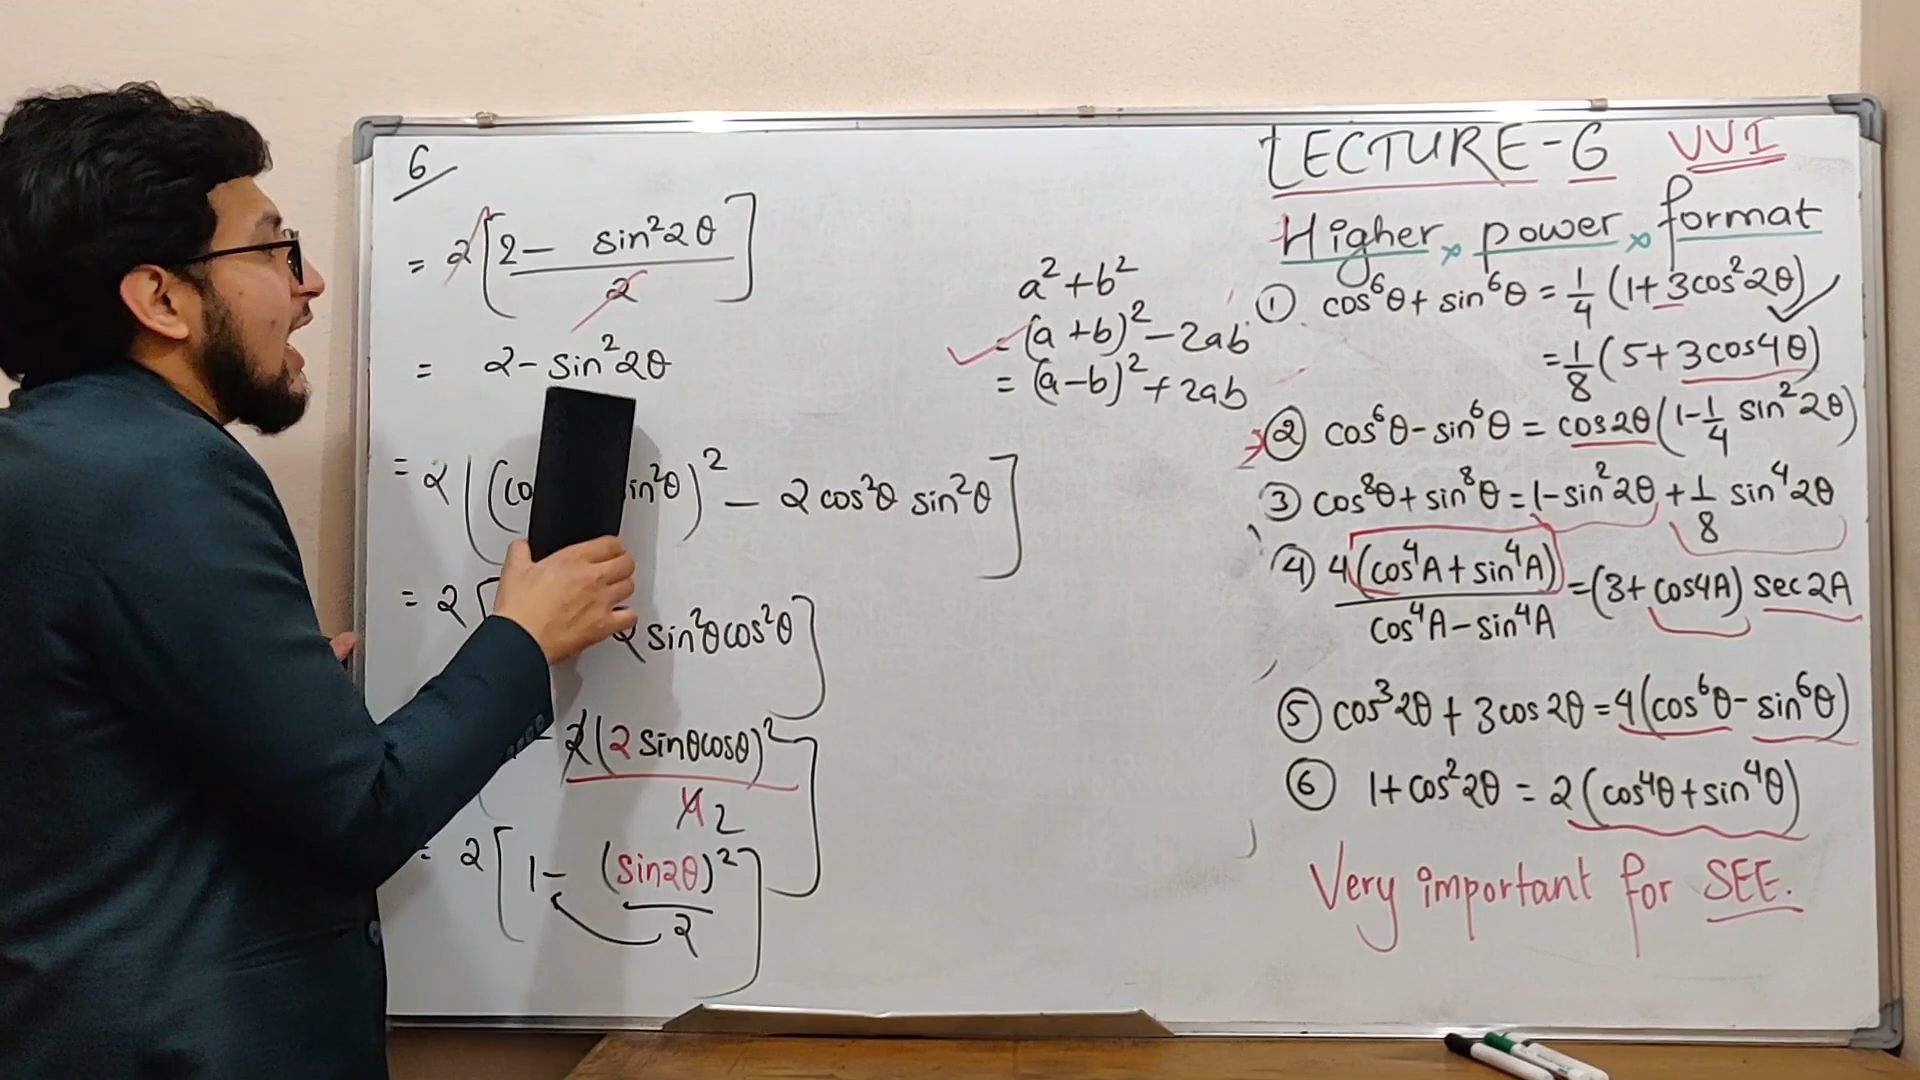 6
= 2[2 - sin²2θ / 2]
= 2 - sin²2θ
= 2[(co in²θ)² - 2cos²θ sin²θ]
= 2[ 2 sin²θcos²θ]
- 2(2 sinθcosθ)² / 4 2]
= 2[1 - (sin2θ)² / 2]
a² + b²
= (a + b)² - 2ab
= (a - b)² + 2ab
LECTURE-6 VVI
Higher power format
① cos⁶θ + sin⁶θ = 1/4 (1 + 3cos²2θ)
= 1/8 (5 + 3cos4θ)
② cos⁶θ - sin⁶θ = cos2θ(1 - 1/4 sin²2θ)
③ cos⁸θ + sin⁸θ = 1 - sin²2θ + 1/8 sin⁴2θ
④ 4(cos⁴A + sin⁴A) / cos⁴A - sin⁴A = (3 + cos4A) sec2A
⑤ cos³2θ + 3cos2θ = 4(cos⁶θ - sin⁶θ)
⑥ 1 + cos²2θ = 2(cos⁴θ + sin⁴θ)
Very important for SEE.